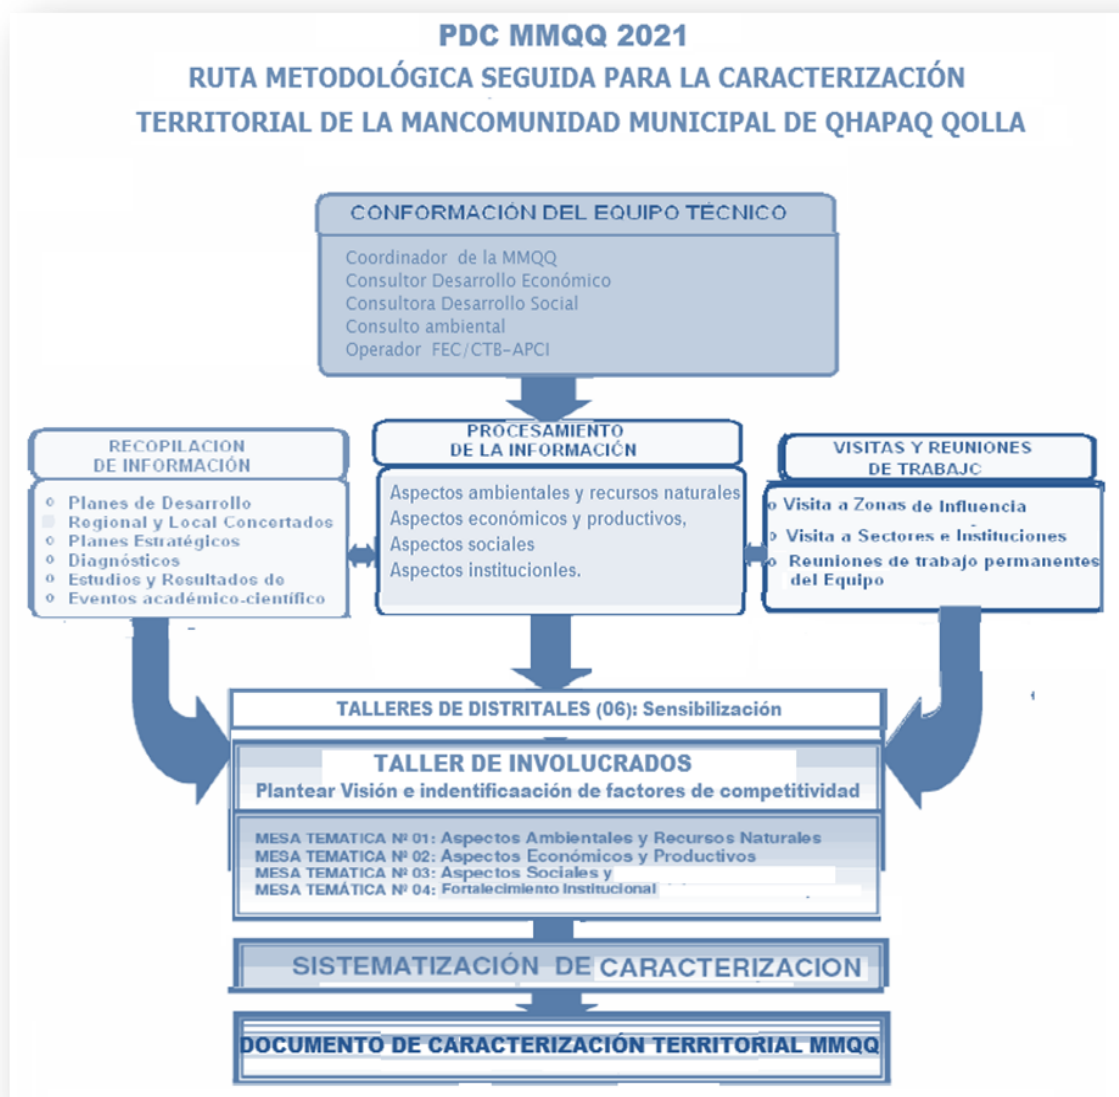 PDC MMQQ 2021
RUTA METODOLÓGICA SEGUIDA PARA LA CARACTERIZACIÓN
TERRITORIAL DE LA MANCOMUNIDAD MUNICIPAL DE QHAPAQ QOLLA
CONFORMACIÓN DEL EQUIPO TÉCNICO
Coordinador de la MMQQ
Consultor Desarrollo Económico
Consultora Desarrollo Social
Consulto ambiental
Operador FEC/CTB-APCI
RECOPILACION
DE INFORMACIÓN
Planes de Desarrollo
Regional y Local Concertados
Planes Estratégicos
Diagnósticos
Estudios y Resultados de
Eventos académico-científico
PROCESAMIENTO
DE LA INFORMACIÓN
Aspectos ambientales y recursos naturales
Aspectos económicos y productivos,
Aspectos sociales
Aspectos institucionles.
VISITAS Y REUNIONES
DE TRABAJC
Visita a Zonas de Influencia
Visita a Sectores e Instituciones
Reuniones de trabajo permanentes
del Equipo
TALLERES DE DISTRITALES (06): Sensibilización
TALLER DE INVOLUCRADOS
Plantear Visión e indentificaación de factores de competitividad
MESA TEMATICA Nº 01: Aspectos Ambientales y Recursos Naturales
MESA TEMATICA Nº 02: Aspectos Económicos y Productivos
MESA TEMATICA Nº 03: Aspectos Sociales y
MESA TEMÁTICA Nº 04: Fortalecimiento Institucional
SISTEMATIZACIÓN DE CARACTERIZACION
DOCUMENTO DE CARACTERIZACIÓN TERRITORIAL MMQQ